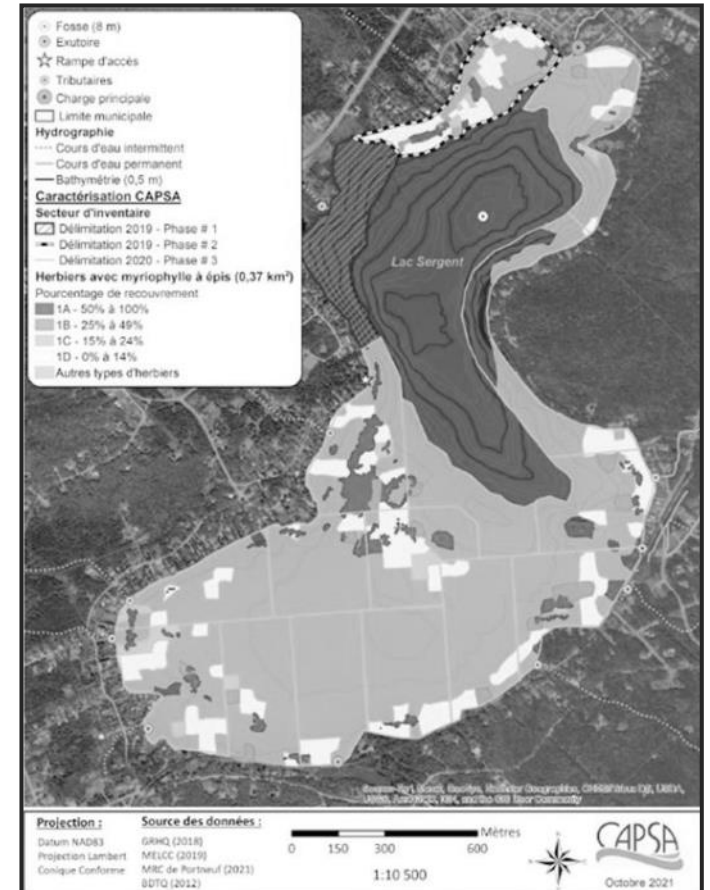 Fosse (8 m)
Exutoire
Rampe d'accès
Tributaires
Charge principale
Limite municipale
Hydrographie
Cours d'eau intermittent
Cours d'eau permanent
Bathymétrie (0,5 m)
Caractérisation CAPSA
Secteur d'inventaire
Délimitation 2019 - Phase # 1
Délimitation 2019 - Phase # 2
Délimitation 2020 - Phase # 3
Herbiers avec myriophylle à épis (0,37 km²)
Pourcentage de recouvrement
1A - 50% à 100%
1B - 25% à 49%
1C - 15% à 24%
1D - 0% à 14%
Autres types d'herbiers
Lac Sergent
Projection :
Datum NAD83
Projection Lambert
Conique Conforme
Source des données :
GRHQ (2018)
MELCC (2019)
MRC de Portneuf (2021)
BDTQ (2012)
Mètres
0 150 300 600
1:10 500
CAPSA
Octobre 2021